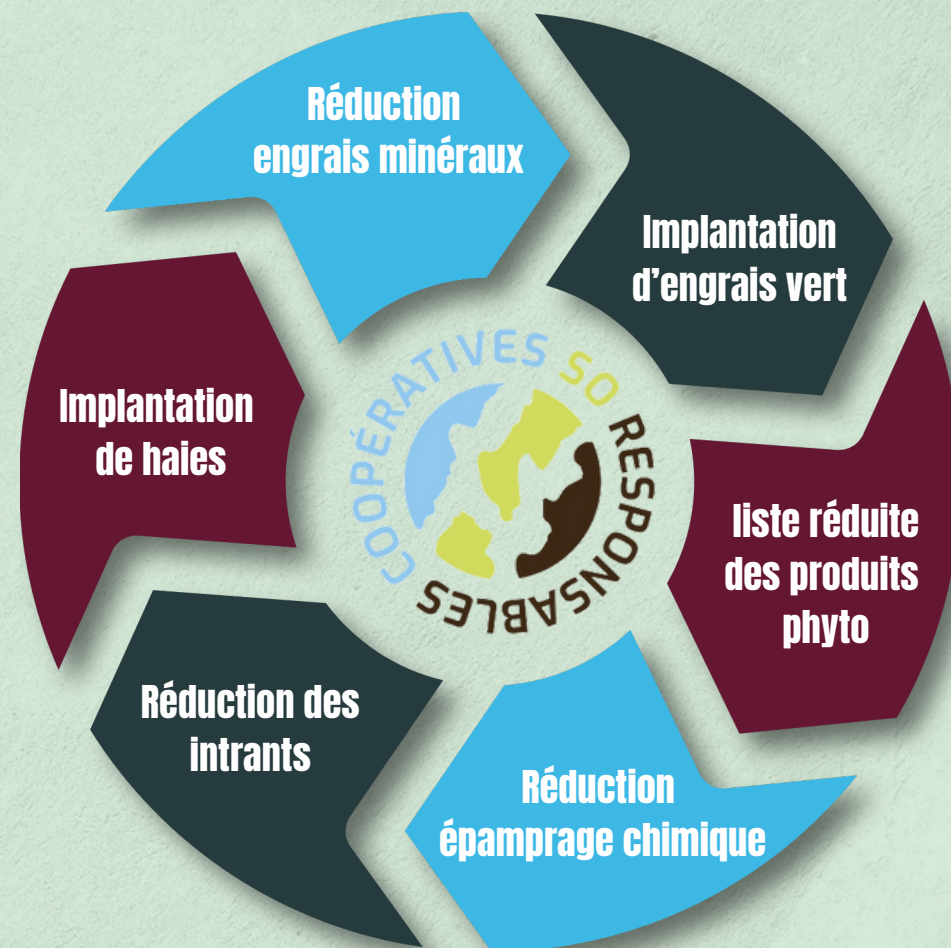 Réduction
engrais minéraux
Implantation
d’engrais vert
liste réduite
des produits
phyto
Réduction
épamprage chimique
Réduction des
intrants
Implantation
de haies
COOPÉRATIVES SO RESPONSABLES